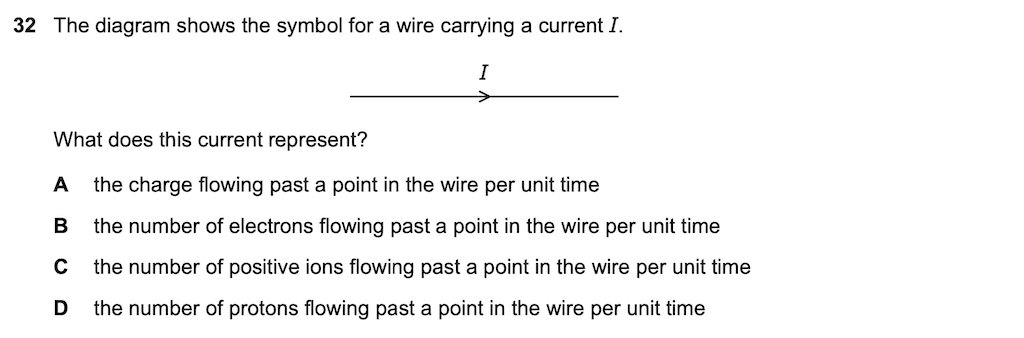 32 The diagram shows the symbol for a wire carrying a current I.
I
What does this current represent?
A the charge flowing past a point in the wire per unit time
B the number of electrons flowing past a point in the wire per unit time
C the number of positive ions flowing past a point in the wire per unit time
D the number of protons flowing past a point in the wire per unit time